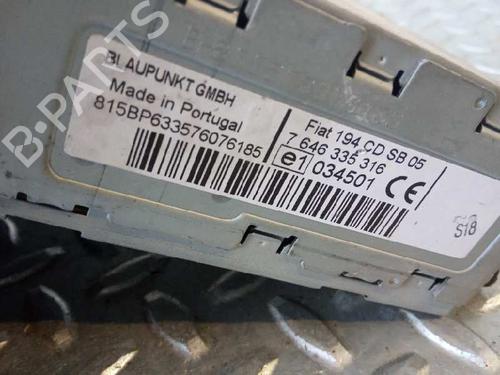 B-PARTS
BLAUPUNKT GMBH
Made in Portugal
815BP633576076185
Fiat 194 CD SB 05
7 646 335 316
e1 034501 CE
S18